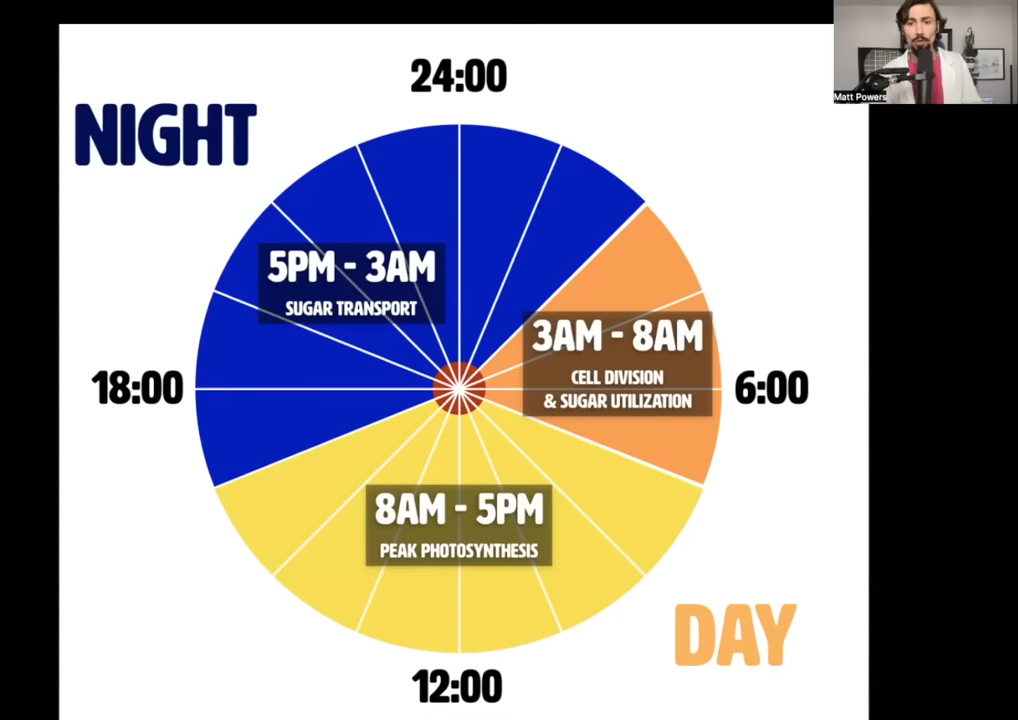 24:00
Matt Powers
NIGHT
5PM - 3AM
SUGAR TRANSPORT
3AM - 8AM
CELL DIVISION
& SUGAR UTILIZATION
18:00
6:00
8AM - 5PM
PEAK PHOTOSYNTHESIS
DAY
12:00